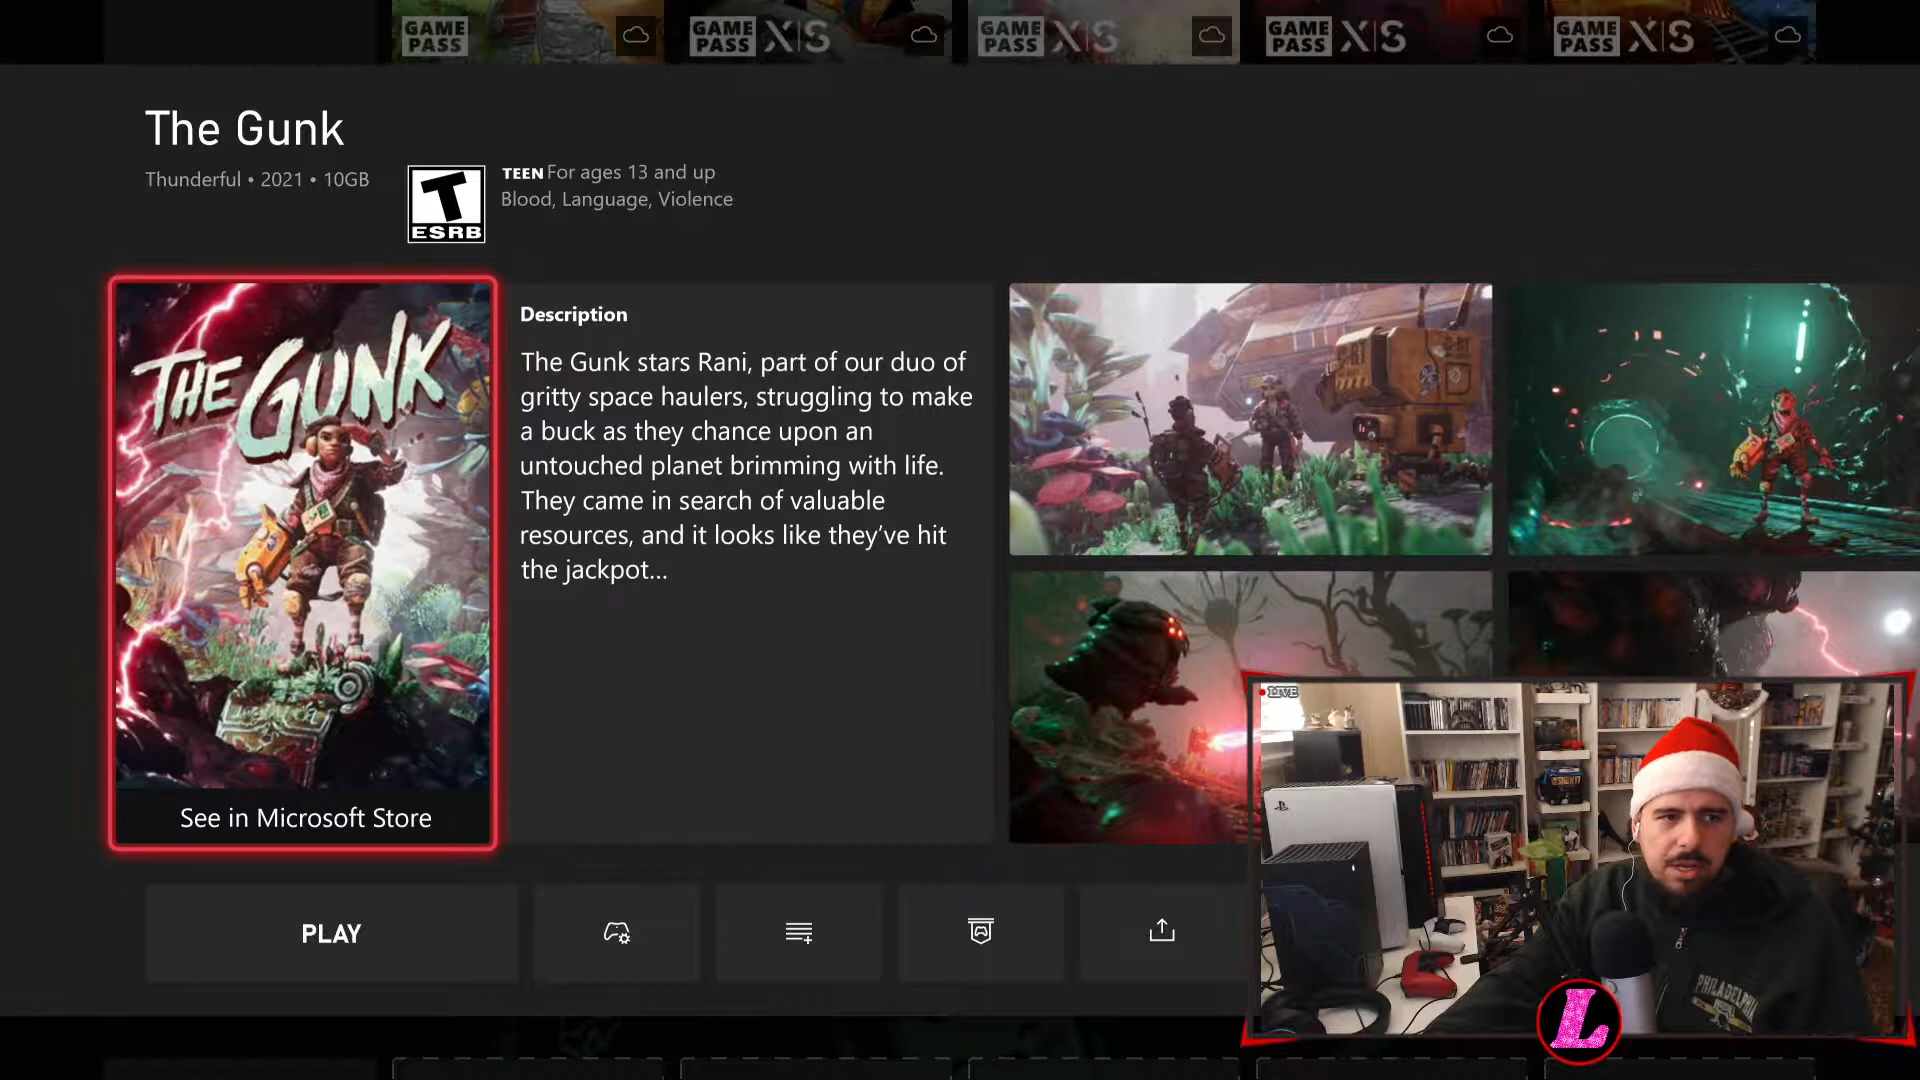 GAME PASS
GAME PASS X|S
GAME PASS X|S
GAME PASS X|S
GAME PASS X|S
The Gunk
Thunderful • 2021 • 10GB
T
ESRB
TEEN For ages 13 and up
Blood, Language, Violence
THE GUNK
See in Microsoft Store
Description
The Gunk stars Rani, part of our duo of
gritty space haulers, struggling to make
a buck as they chance upon an
untouched planet brimming with life.
They came in search of valuable
resources, and it looks like they've hit
the jackpot...
PLAY
LIVE
PHILADELPHIA
L